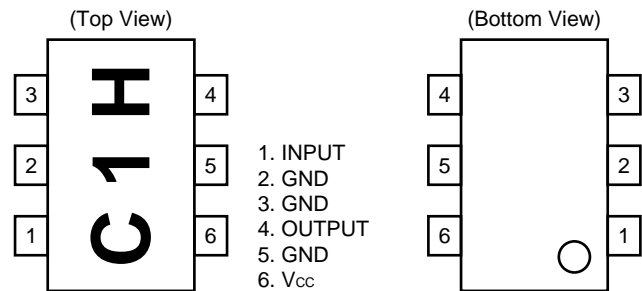 (Top View)
3
4
2
5
1
6
C1H
1. INPUT
2. GND
3. GND
4. OUTPUT
5. GND
6. VCC
(Bottom View)
4
3
5
2
6
1